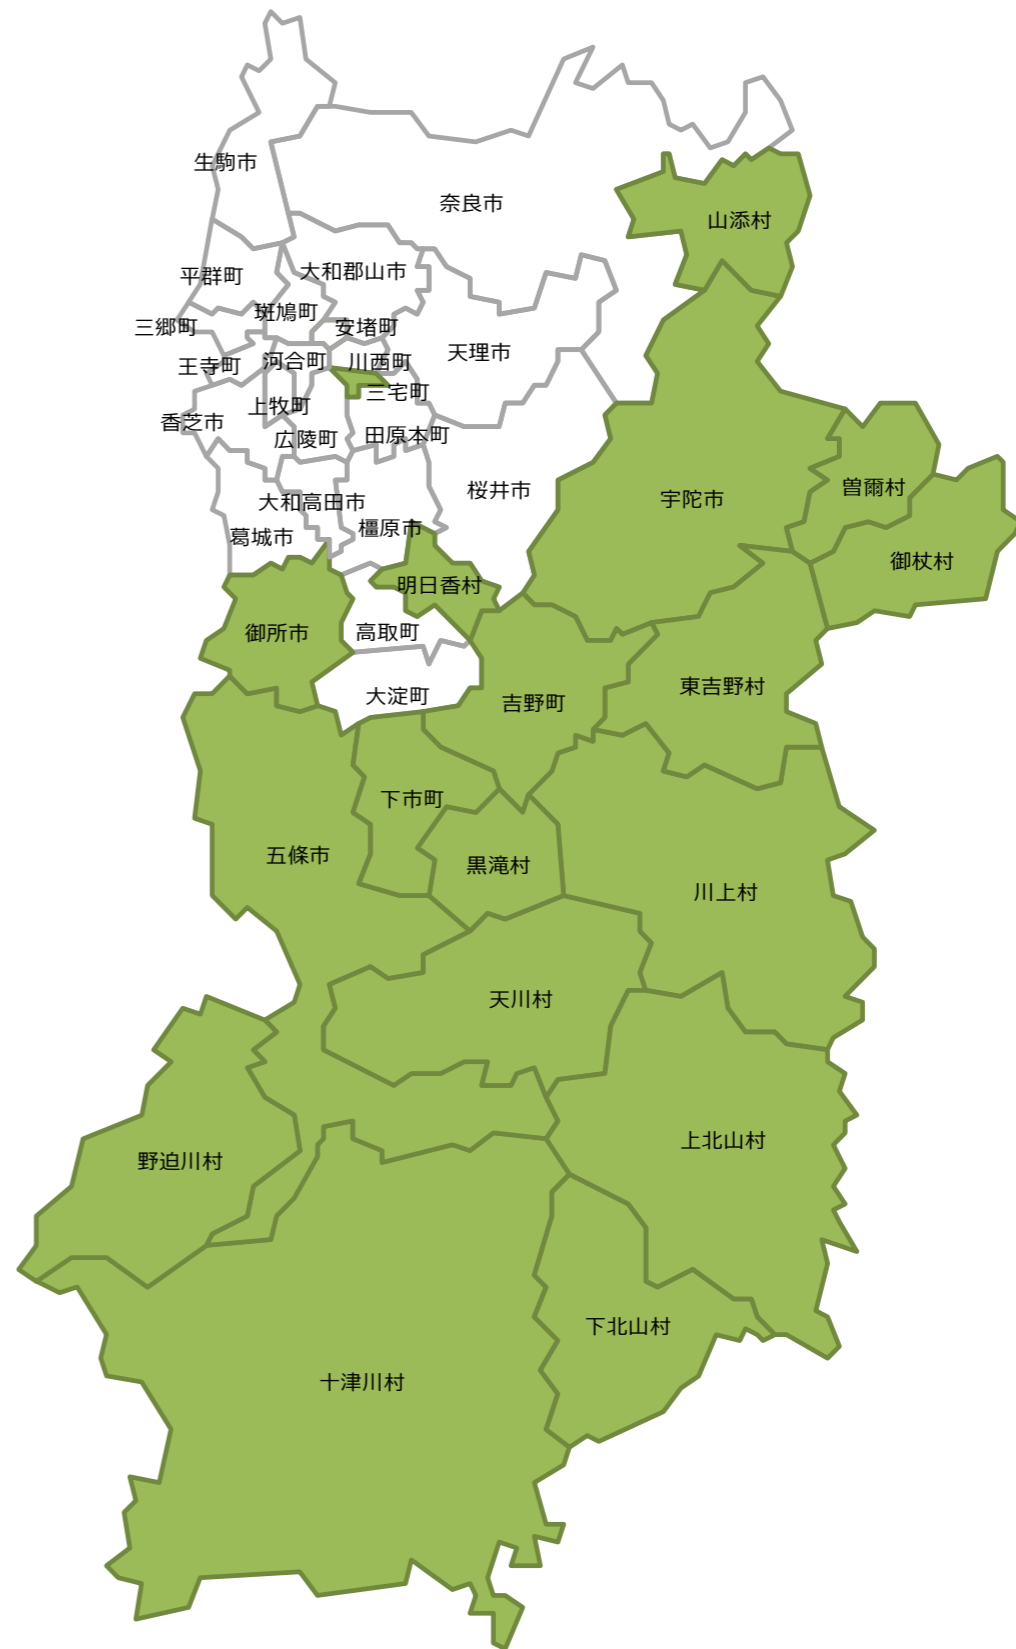 生駒市
奈良市
山添村
平群町
大和郡山市
斑鳩町
三郷町
安堵町
天理市
王寺町
河合町
川西町
三宅町
上牧町
香芝市
広陵町
田原本町
曽爾村
桜井市
宇陀市
大和高田市
橿原市
葛城市
御杖村
明日香村
御所市
高取町
東吉野村
大淀町
吉野町
下市町
五條市
黒滝村
川上村
天川村
上北山村
野迫川村
下北山村
十津川村